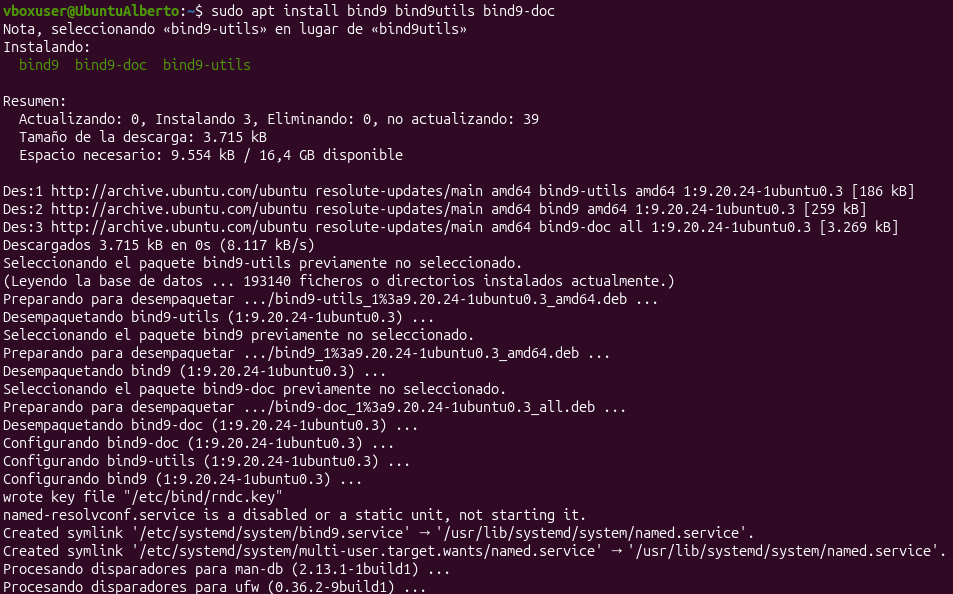 vboxuser@UbuntuAlberto:~$ sudo apt install bind9 bind9utils bind9-doc
Nota, seleccionando «bind9-utils» en lugar de «bind9utils»
Instalando:
  bind9  bind9-doc  bind9-utils

Resumen:
  Actualizando: 0, Instalando 3, Eliminando: 0, no actualizando: 39
  Tamaño de la descarga: 3.715 kB
  Espacio necesario: 9.554 kB / 16,4 GB disponible

Des:1 http://archive.ubuntu.com/ubuntu resolute-updates/main amd64 bind9-utils amd64 1:9.20.24-1ubuntu0.3 [186 kB]
Des:2 http://archive.ubuntu.com/ubuntu resolute-updates/main amd64 bind9 amd64 1:9.20.24-1ubuntu0.3 [259 kB]
Des:3 http://archive.ubuntu.com/ubuntu resolute-updates/main amd64 bind9-doc all 1:9.20.24-1ubuntu0.3 [3.269 kB]
Descargados 3.715 kB en 0s (8.117 kB/s)
Seleccionando el paquete bind9-utils previamente no seleccionado.
(Leyendo la base de datos ... 193140 ficheros o directorios instalados actualmente.)
Preparando para desempaquetar .../bind9-utils_1%3a9.20.24-1ubuntu0.3_amd64.deb ...
Desempaquetando bind9-utils (1:9.20.24-1ubuntu0.3) ...
Seleccionando el paquete bind9 previamente no seleccionado.
Preparando para desempaquetar .../bind9_1%3a9.20.24-1ubuntu0.3_amd64.deb ...
Desempaquetando bind9 (1:9.20.24-1ubuntu0.3) ...
Seleccionando el paquete bind9-doc previamente no seleccionado.
Preparando para desempaquetar .../bind9-doc_1%3a9.20.24-1ubuntu0.3_all.deb ...
Desempaquetando bind9-doc (1:9.20.24-1ubuntu0.3) ...
Configurando bind9-doc (1:9.20.24-1ubuntu0.3) ...
Configurando bind9-utils (1:9.20.24-1ubuntu0.3) ...
Configurando bind9 (1:9.20.24-1ubuntu0.3) ...
wrote key file "/etc/bind/rndc.key"
named-resolvconf.service is a disabled or a static unit, not starting it.
Created symlink '/etc/systemd/system/bind9.service' → '/usr/lib/systemd/system/named.service'.
Created symlink '/etc/systemd/system/multi-user.target.wants/named.service' → '/usr/lib/systemd/system/named.service'.
Procesando disparadores para man-db (2.13.1-1build1) ...
Procesando disparadores para ufw (0.36.2-9build1) ...